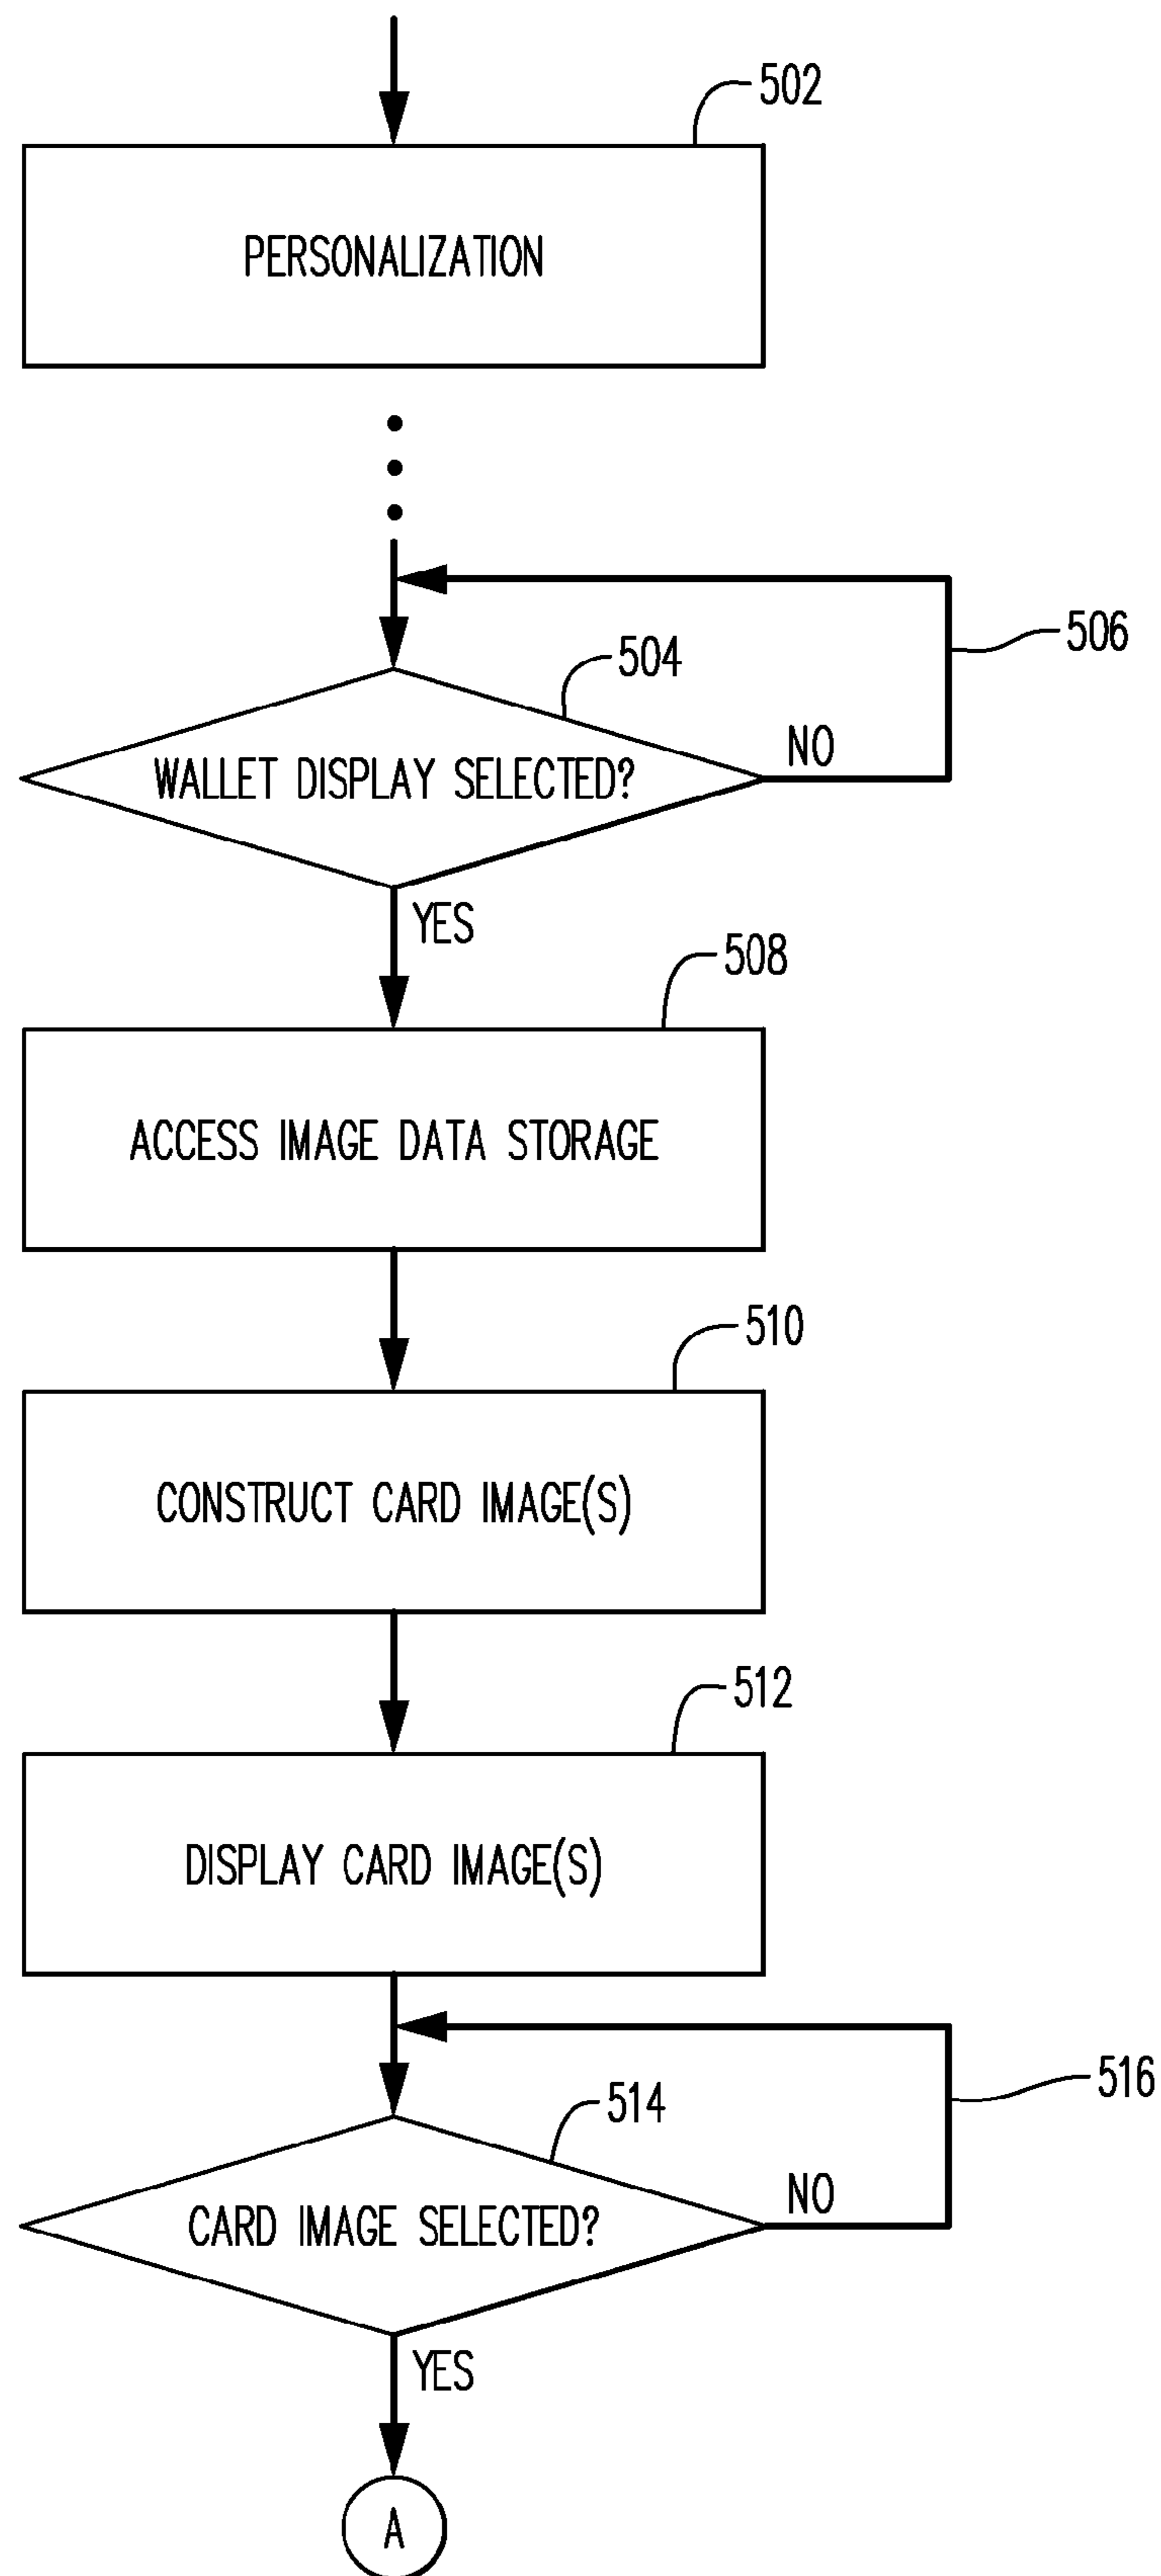 502
PERSONALIZATION
506
504
WALLET DISPLAY SELECTED?
NO
YES
508
ACCESS IMAGE DATA STORAGE
510
CONSTRUCT CARD IMAGE(S)
512
DISPLAY CARD IMAGE(S)
516
514
CARD IMAGE SELECTED?
NO
YES
A